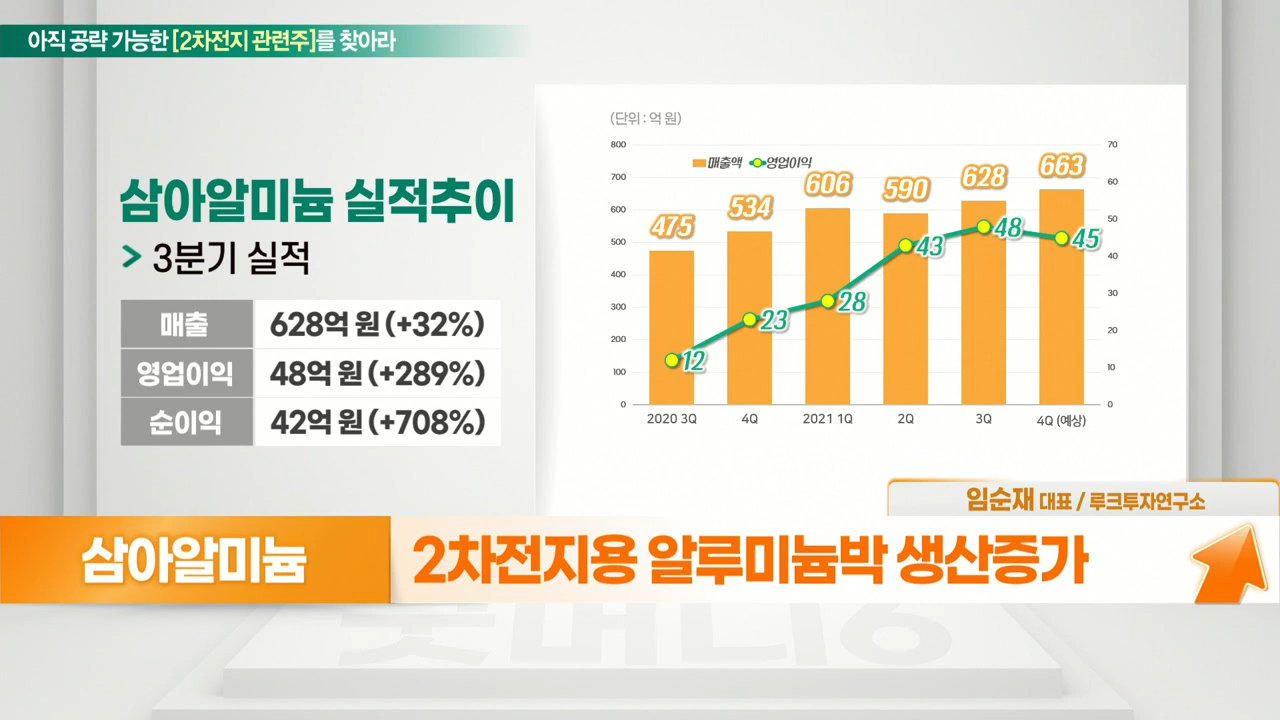 아직 공략 가능한 [2차전지 관련주]를 찾아라
삼아알미늄 실적추이
> 3분기 실적
매출 628억 원 (+32%)
영업이익 48억 원 (+289%)
순이익 42억 원 (+708%)
(단위 : 억 원)
매출액 영업이익
800
700
600
500
400
300
200
100
0
70
60
50
40
30
20
10
0
475
534
606
590
628
663
12
23
28
43
48
45
2020 3Q
4Q
2021 1Q
2Q
3Q
4Q (예상)
임순재 대표 / 루크투자연구소
삼아알미늄
2차전지용 알루미늄박 생산증가